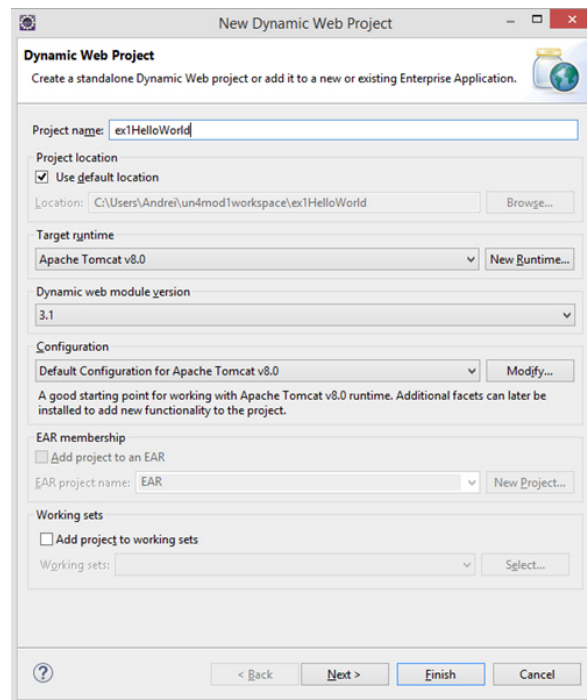 New Dynamic Web Project
Dynamic Web Project
Create a standalone Dynamic Web project or add it to a new or existing Enterprise Application.
Project name: ex1HelloWorld
Project location
Use default location
Location: C:\Users\Andrei\un4mod1workspace\ex1HelloWorld Browse...
Target runtime
Apache Tomcat v8.0 New Runtime...
Dynamic web module version
3.1
Configuration
Default Configuration for Apache Tomcat v8.0 Modify...
A good starting point for working with Apache Tomcat v8.0 runtime. Additional facets can later be
installed to add new functionality to the project.
EAR membership
Add project to an EAR
EAR project name: EAR New Project...
Working sets
Add project to working sets
Working sets: Select...
? < Back Next > Finish Cancel